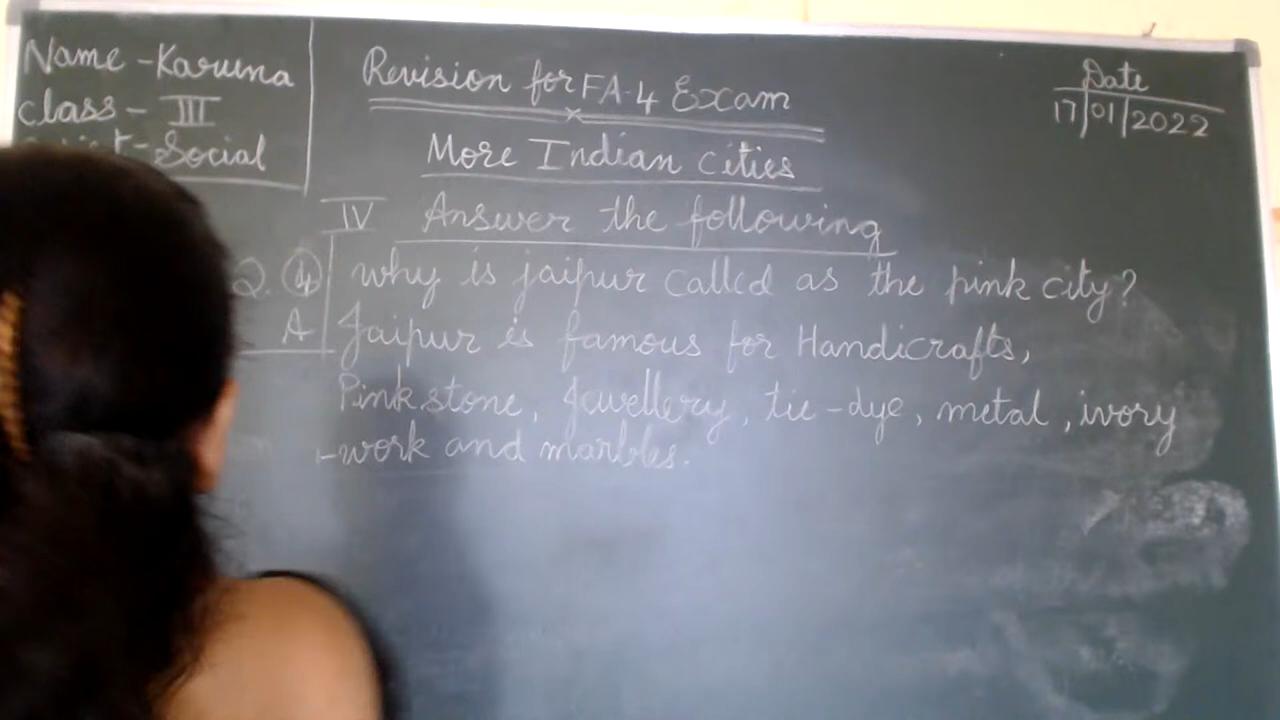 Name - Karuna
class - III
Social
Revision for FA-4 Exam
Date
17/01/2022
More Indian cities
IV Answer the following
Q. 4 why is jaipur called as the pink city?
A Jaipur is famous for Handicrafts,
Pink stone, Jewellery, tie-dye, metal, ivory
-work and marbles.